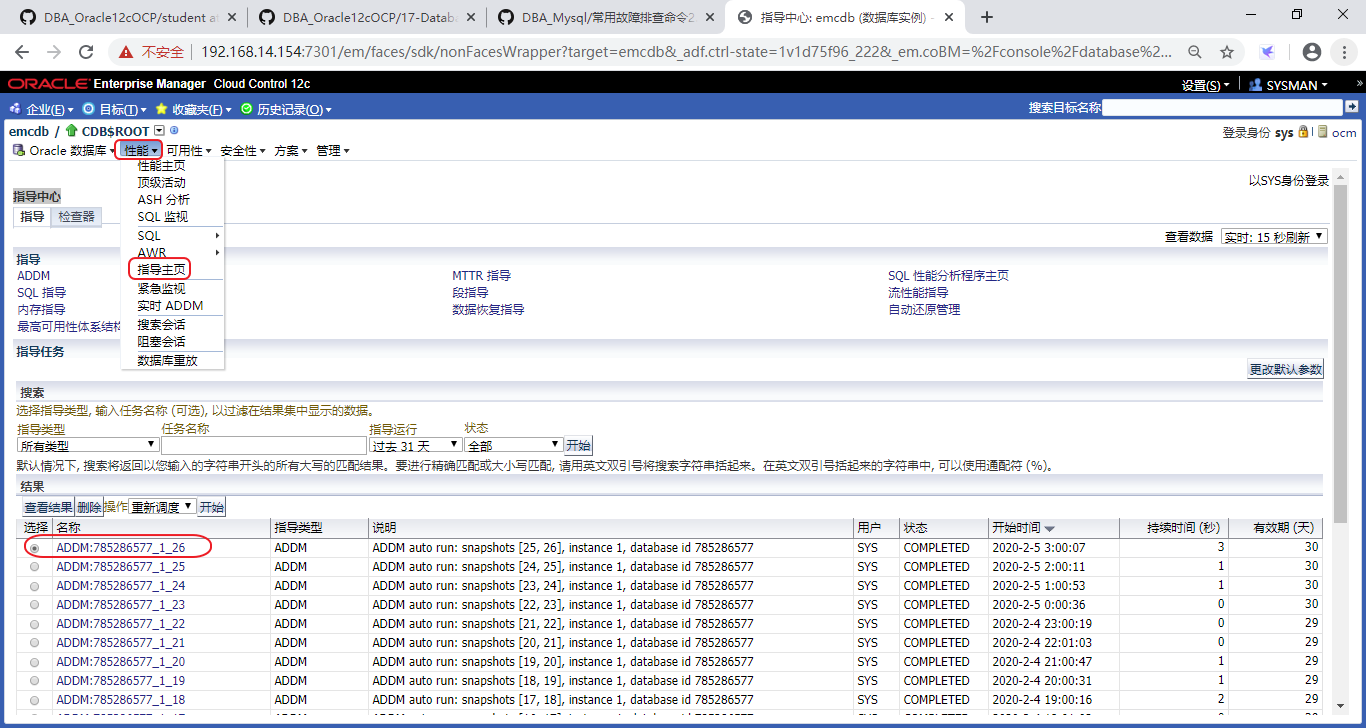 DBA_Oracle12cOCP/student at
DBA_Oracle12cOCP/17-Datab
DBA_Mysql/常用故障排查命令2
指导中心: emcdb (数据库实例) -
不安全
192.168.14.154:7301/em/faces/sdk/nonFacesWrapper?target=emcdb&_adf.ctrl-state=1v1d75f96_222&_em.coBM=%2Fconsole%2Fdatabase%2...
ORACLE Enterprise Manager Cloud Control 12c
设置(S) SYSMAN »
企业(E) 目标(T) 收藏夹(F) 历史记录(O) 搜索目标名称
emcdb / CDB$ROOT 登录身份 sys ocm
Oracle 数据库 性能 可用性 安全性 方案 管理
性能主页
顶级活动
ASH 分析
SQL 监视
SQL
AWR
指导主页
紧急监视
实时 ADDM
搜索会话
阻塞会话
数据库重放
以SYS身份登录
指导中心
指导 检查器
查看数据 实时: 15 秒刷新
指导
ADDM MTTR 指导 SQL 性能分析程序主页
SQL 指导 段指导 流性能指导
内存指导 数据恢复指导 自动还原管理
最高可用性体系结构
指导任务
更改默认参数
搜索
选择指导类型, 输入任务名称 (可选), 以过滤在结果集中显示的数据。
指导类型 任务名称 指导运行 状态
所有类型 过去 31 天 全部 开始
默认情况下, 搜索将返回以您输入的字符串开头的所有大写的匹配结果。要进行精确匹配或大小写匹配, 请用英文双引号将搜索字符串括起来。在英文双引号括起来的字符串中, 可以使用通配符 (%)。
结果
查看结果 删除 操作 重新调度 开始
选择 名称 指导类型 说明 用户 状态 开始时间 持续时间 (秒) 有效期 (天)
ADDM:785286577_1_26 ADDM ADDM auto run: snapshots [25, 26], instance 1, database id 785286577 SYS COMPLETED 2020-2-5 3:00:07 3 30
ADDM:785286577_1_25 ADDM ADDM auto run: snapshots [24, 25], instance 1, database id 785286577 SYS COMPLETED 2020-2-5 2:00:11 1 30
ADDM:785286577_1_24 ADDM ADDM auto run: snapshots [23, 24], instance 1, database id 785286577 SYS COMPLETED 2020-2-5 1:00:53 1 30
ADDM:785286577_1_23 ADDM ADDM auto run: snapshots [22, 23], instance 1, database id 785286577 SYS COMPLETED 2020-2-5 0:00:36 0 30
ADDM:785286577_1_22 ADDM ADDM auto run: snapshots [21, 22], instance 1, database id 785286577 SYS COMPLETED 2020-2-4 23:00:19 0 29
ADDM:785286577_1_21 ADDM ADDM auto run: snapshots [20, 21], instance 1, database id 785286577 SYS COMPLETED 2020-2-4 22:01:03 0 29
ADDM:785286577_1_20 ADDM ADDM auto run: snapshots [19, 20], instance 1, database id 785286577 SYS COMPLETED 2020-2-4 21:00:47 1 29
ADDM:785286577_1_19 ADDM ADDM auto run: snapshots [18, 19], instance 1, database id 785286577 SYS COMPLETED 2020-2-4 20:00:31 1 29
ADDM:785286577_1_18 ADDM ADDM auto run: snapshots [17, 18], instance 1, database id 785286577 SYS COMPLETED 2020-2-4 19:00:16 2 29